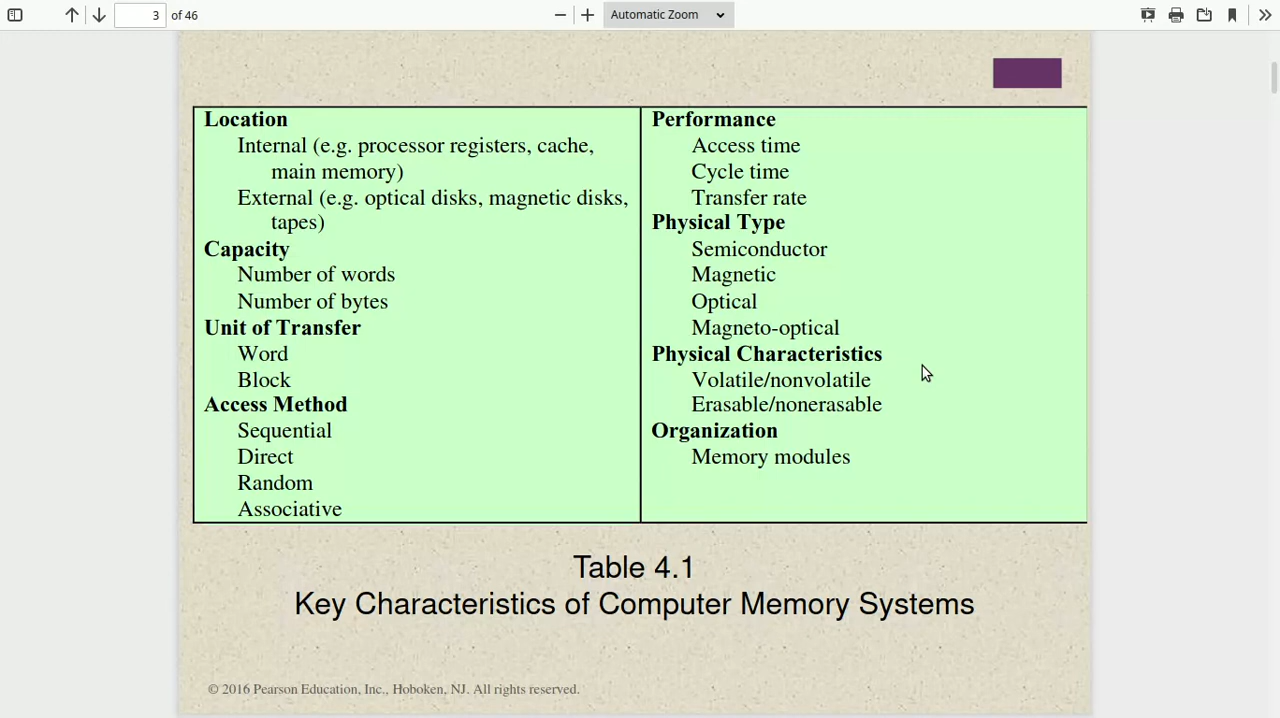 3 of 46 Automatic Zoom
Location
Internal (e.g. processor registers, cache,
main memory)
External (e.g. optical disks, magnetic disks,
tapes)
Capacity
Number of words
Number of bytes
Unit of Transfer
Word
Block
Access Method
Sequential
Direct
Random
Associative
Performance
Access time
Cycle time
Transfer rate
Physical Type
Semiconductor
Magnetic
Optical
Magneto-optical
Physical Characteristics
Volatile/nonvolatile
Erasable/nonerasable
Organization
Memory modules
Table 4.1
Key Characteristics of Computer Memory Systems
© 2016 Pearson Education, Inc., Hoboken, NJ. All rights reserved.